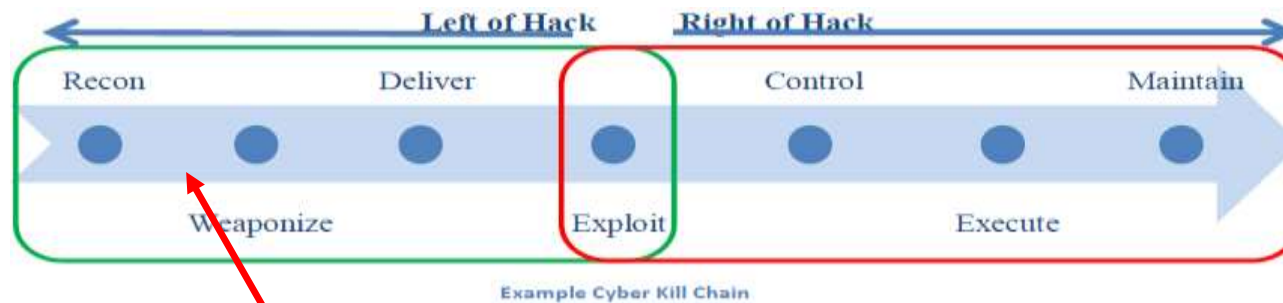 Left of Hack Right of Hack
Recon Deliver Control Maintain
Weaponize Exploit Execute
Example Cyber Kill Chain